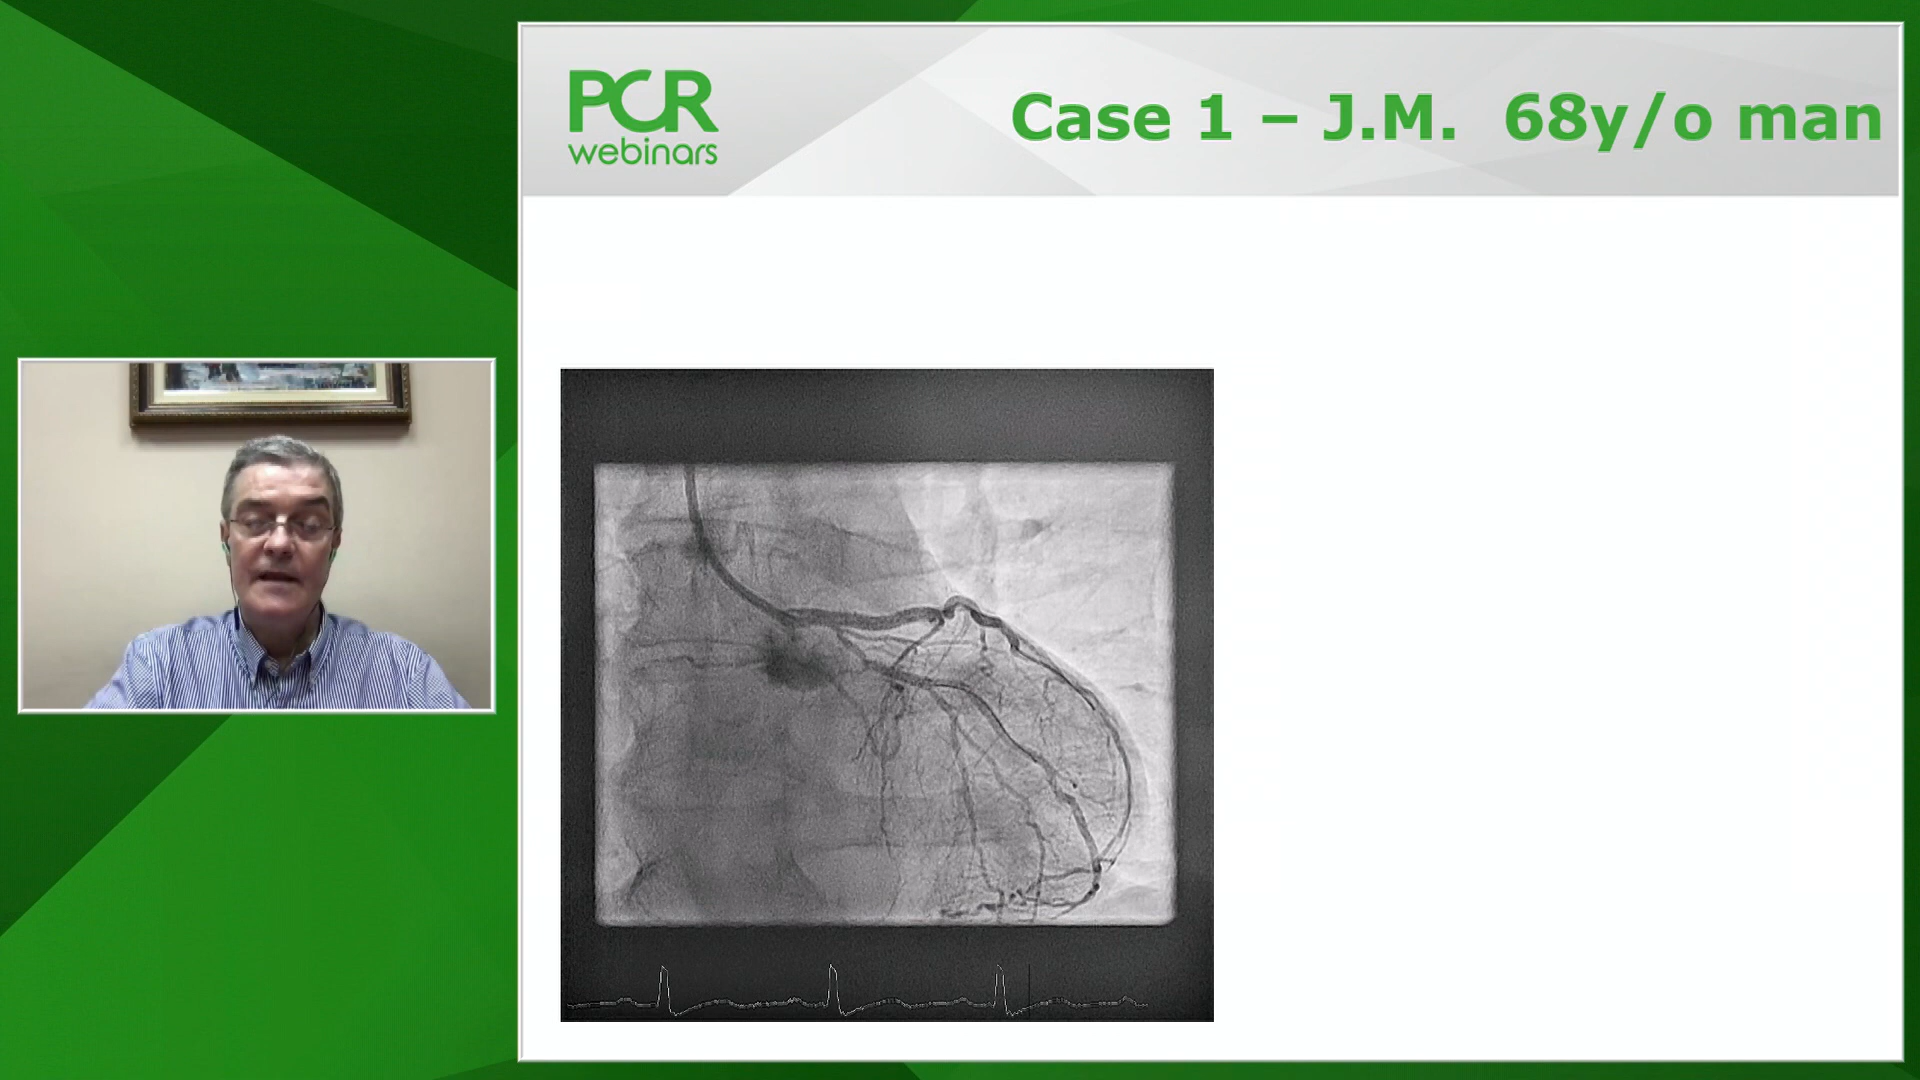 PCR
webinars
Case 1 – J.M. 68y/o man